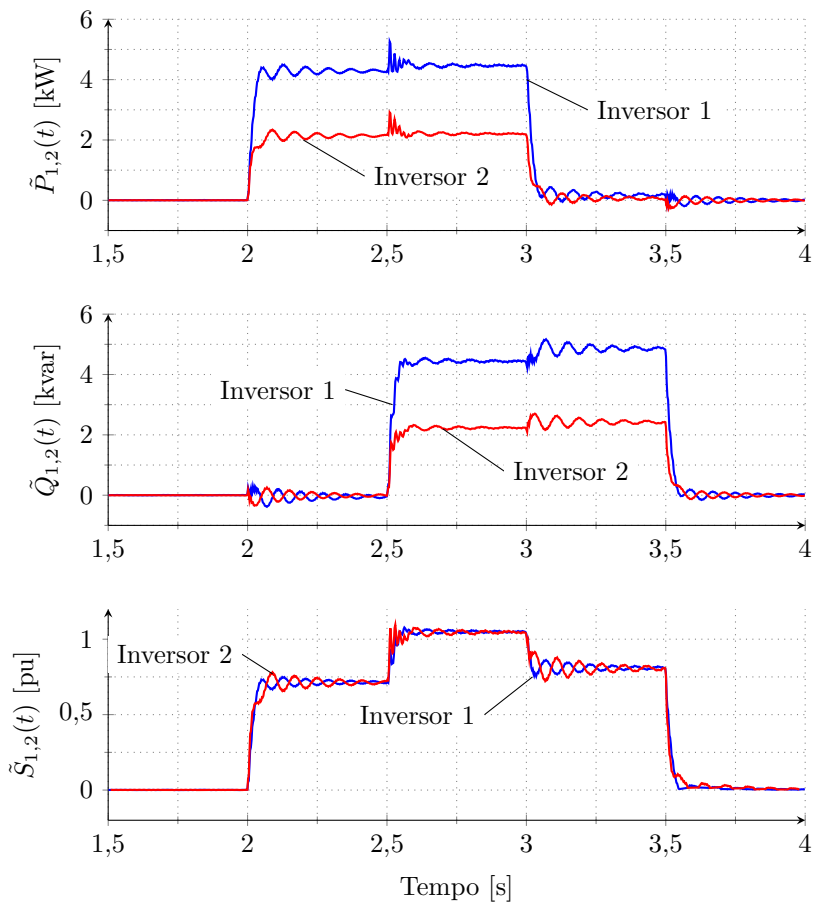 6
4
2
0
P̃1,2(t) [kW]
Inversor 1
Inversor 2
1,5 2 2,5 3 3,5 4
6
4
2
0
Q̃1,2(t) [kvar]
Inversor 1
Inversor 2
1,5 2 2,5 3 3,5 4
1
0,5
0
S̃1,2(t) [pu]
Inversor 2
Inversor 1
1,5 2 2,5 3 3,5 4
Tempo [s]